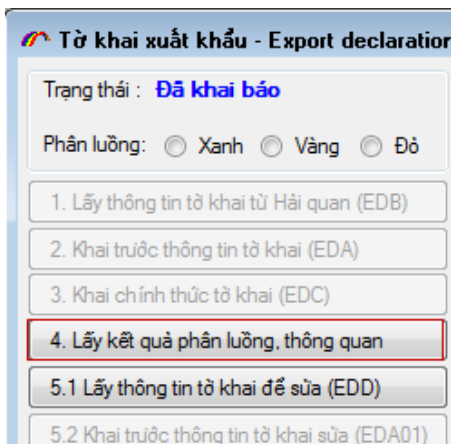 Tờ khai xuất khẩu - Export declaration
Trạng thái : Đã khai báo
Phân luồng: Xanh Vàng Đỏ
1. Lấy thông tin tờ khai từ Hải quan (EDB)
2. Khai trước thông tin tờ khai (EDA)
3. Khai chính thức tờ khai (EDC)
4. Lấy kết quả phân luồng, thông quan
5.1 Lấy thông tin tờ khai để sửa (EDD)
5.2 Khai trước thông tin tờ khai sửa (EDA01)